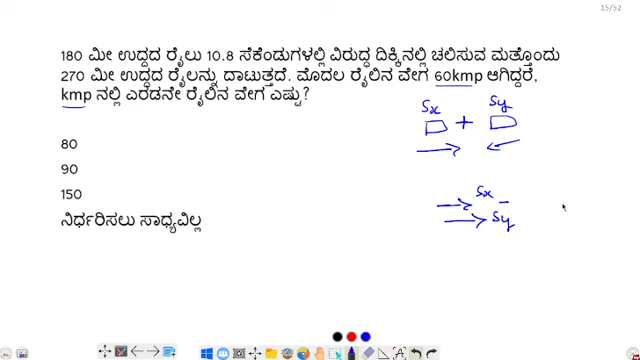 15/52
180 ಮೀ ಉದ್ದದ ರೈಲು 10.8 ಸೆಕೆಂಡುಗಳಲ್ಲಿ ವಿರುದ್ಧ ದಿಕ್ಕಿನಲ್ಲಿ ಚಲಿಸುವ ಮತ್ತೊಂದು
270 ಮೀ ಉದ್ದದ ರೈಲನ್ನು ದಾಟುತ್ತದೆ. ಮೊದಲ ರೈಲಿನ ವೇಗ 60kmp ಆಗಿದ್ದರೆ,
kmp ನಲ್ಲಿ ಎರಡನೇ ರೈಲಿನ ವೇಗ ಎಷ್ಟು?
Sx Sy
+
80
90
150
Sx –
ನಿರ್ಧರಿಸಲು ಸಾಧ್ಯವಿಲ್ಲ
Sy